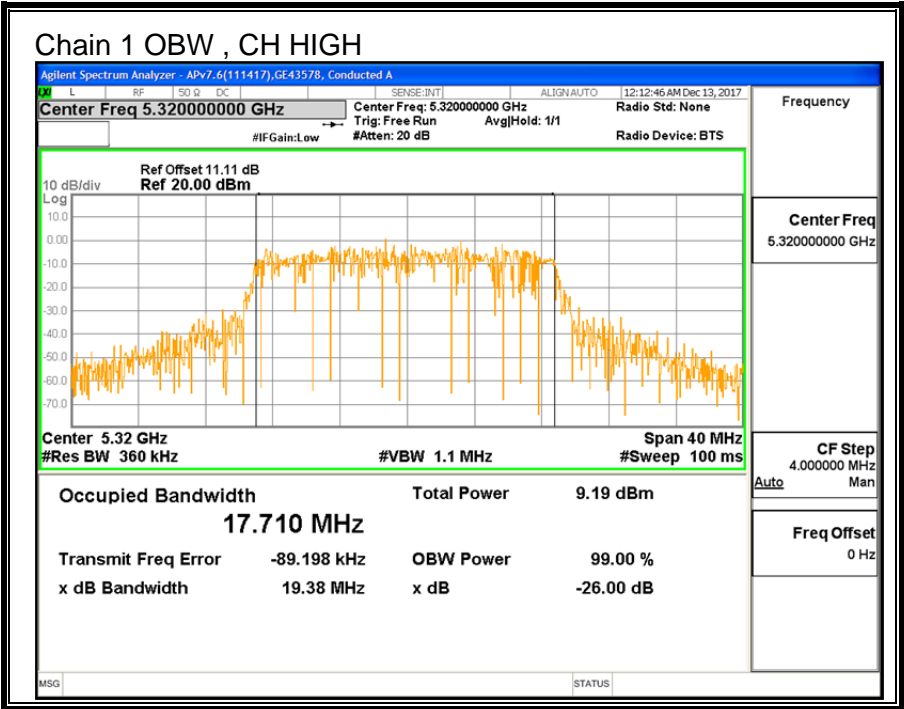 Chain 1 OBW , CH HIGH
Agilent Spectrum Analyzer - APv7.6(111417),GE43578, Conducted A
LXI L RF 50 Ω DC SENSE:INT ALIGN AUTO 12:12:46 AM Dec 13, 2017
Center Freq 5.320000000 GHz
Center Freq: 5.320000000 GHz
Radio Std: None
Trig: Free Run Avg|Hold: 1/1
#IFGain:Low
#Atten: 20 dB
Radio Device: BTS
Ref Offset 11.11 dB
10 dB/div Ref 20.00 dBm
Log
10.0
0.00
-10.0
-20.0
-30.0
-40.0
-50.0
-60.0
-70.0
Center 5.32 GHz
Span 40 MHz
#Res BW 360 kHz
#VBW 1.1 MHz
#Sweep 100 ms
Occupied Bandwidth
Total Power 9.19 dBm
17.710 MHz
Transmit Freq Error -89.198 kHz
OBW Power 99.00 %
x dB Bandwidth 19.38 MHz
x dB -26.00 dB
Frequency
Center Freq
5.320000000 GHz
CF Step
4.000000 MHz
Auto Man
Freq Offset
0 Hz
MSG
STATUS